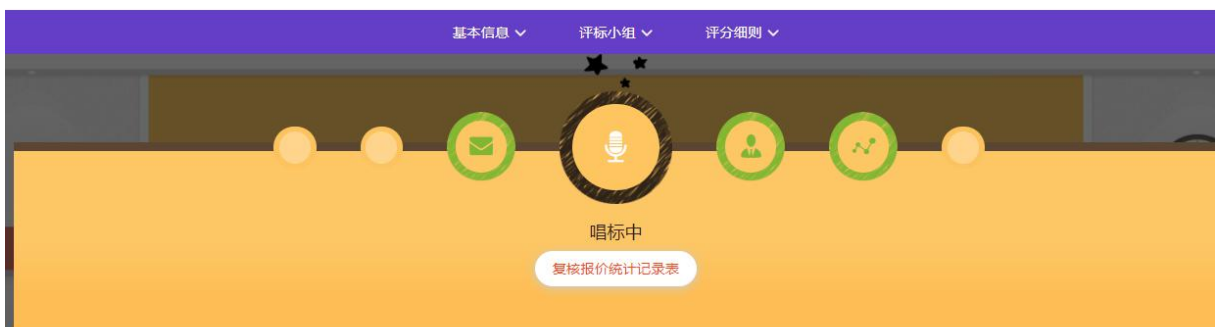 基本信息
评标小组
评分细则
唱标中
复核报价统计记录表